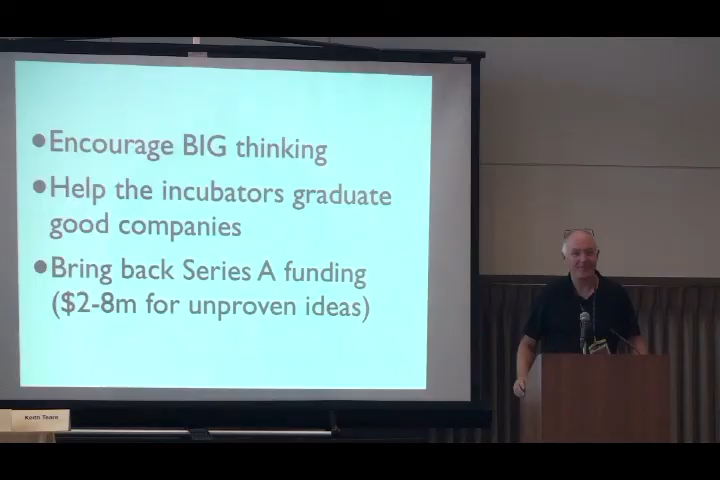 •Encourage BIG thinking
•Help the incubators graduate
good companies
•Bring back Series A funding
($2-8m for unproven ideas)
Keith Teare